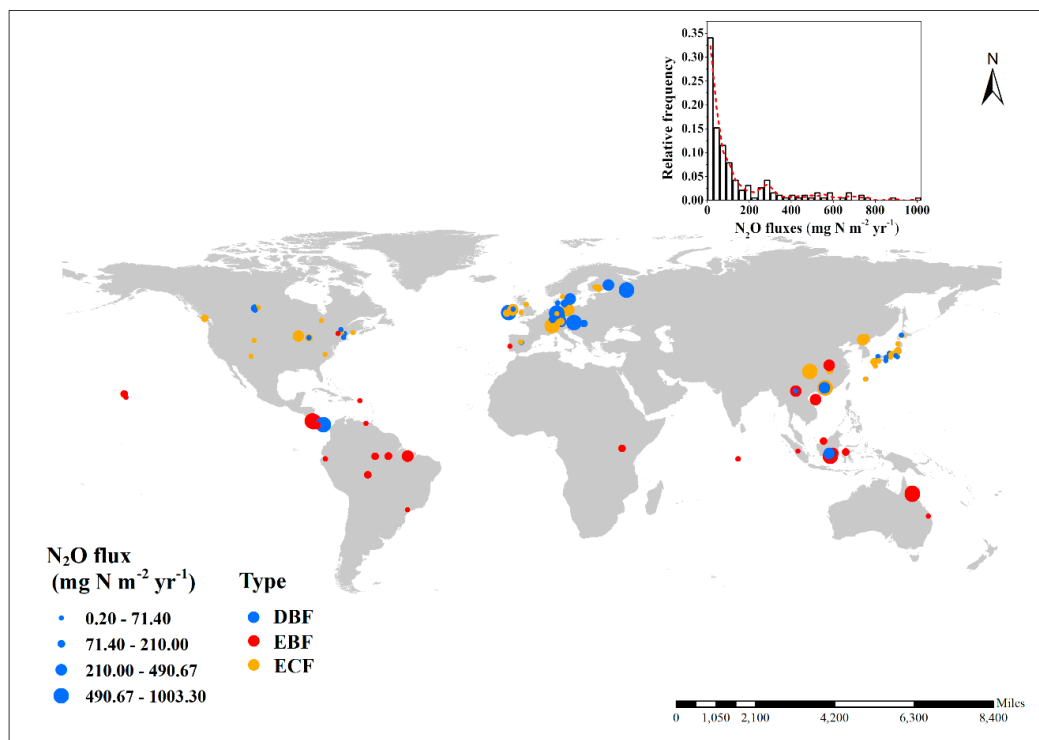 0.35
0.30
0.25
0.20
0.15
0.10
0.05
0.00
Relative frequency
0 200 400 600 800 1000
N₂O fluxes (mg N m⁻² yr⁻¹)
N
N₂O flux
(mg N m⁻² yr⁻¹)
0.20 - 71.40
71.40 - 210.00
210.00 - 490.67
490.67 - 1003.30
Type
DBF
EBF
ECF
Miles
0 1,050 2,100 4,200 6,300 8,400